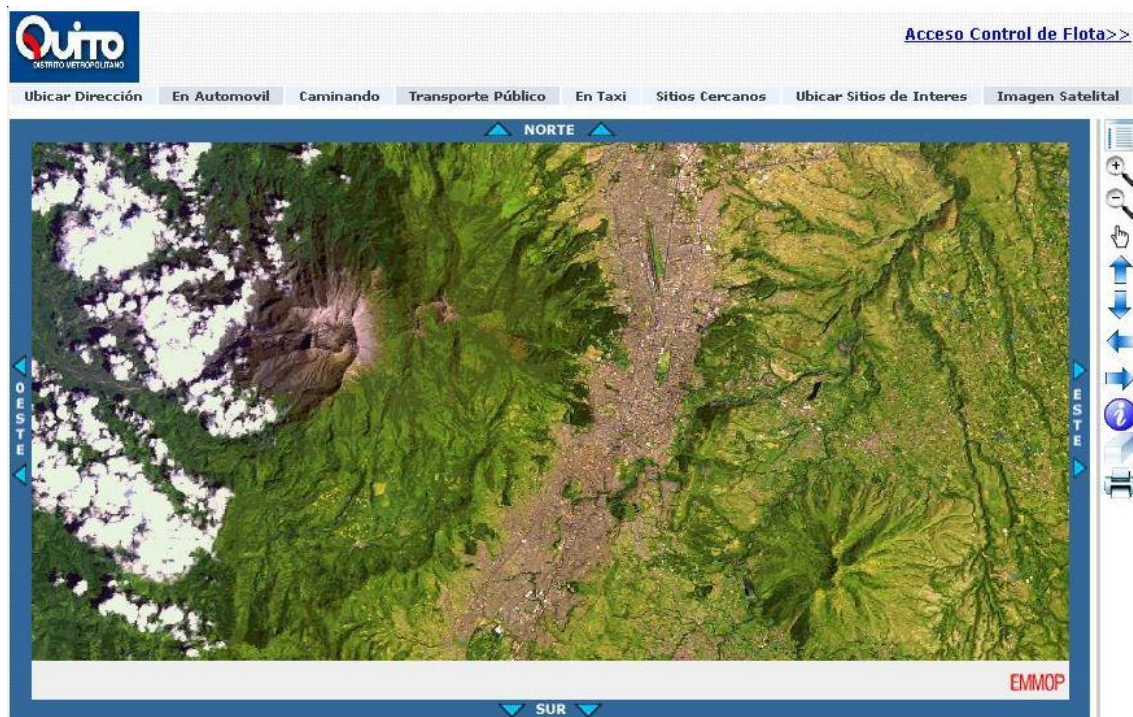 Quito
DISTRITO METROPOLITANO
Acceso Control de Flota>>
Ubicar Dirección En Automovil Caminando Transporte Público En Taxi Sitios Cercanos Ubicar Sitios de Interes Imagen Satelital
NORTE
OESTE
ESTE
EMMOP
SUR